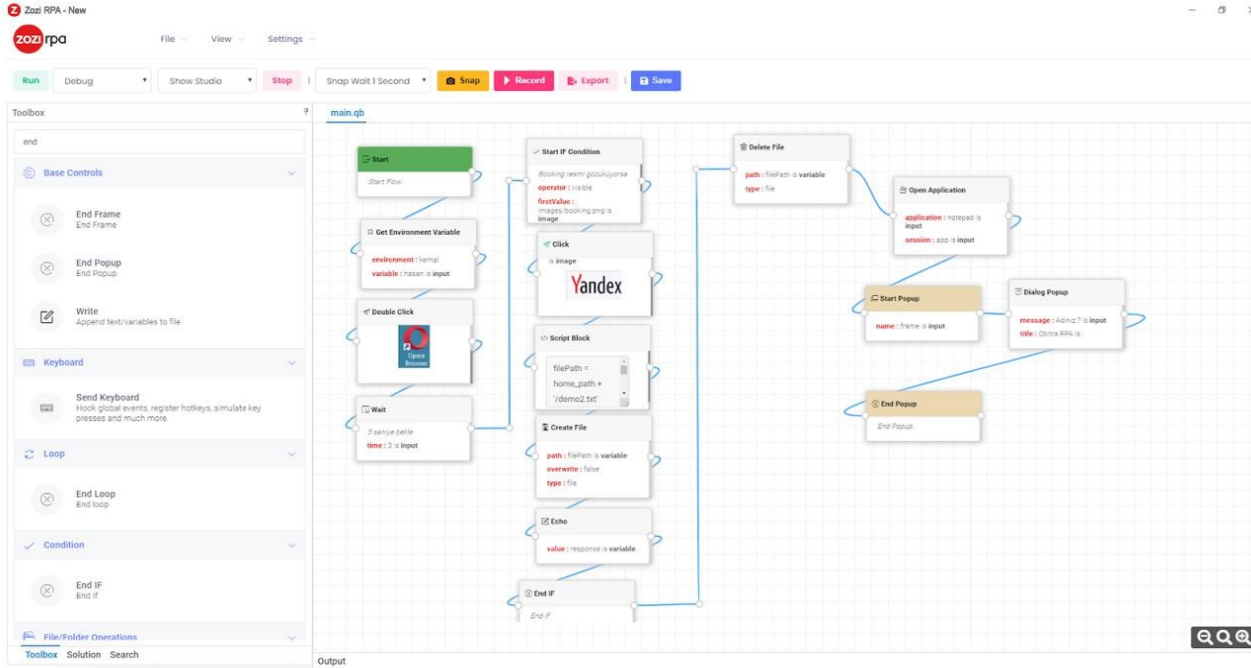 Zozi RPA - New
zozi rpa
File
View
Settings
Run
Debug
Show Studio
Stop
Snap Wait 1 Second
Snap
Record
Export
Save
Toolbox
end
Base Controls
End Frame
End Frame
End Popup
End Popup
Write
Append text/variables to file
Keyboard
Send Keyboard
Hook global events, register hotkeys, simulate key
presses and much more.
Loop
End Loop
End loop
Condition
End IF
End If
File/Folder Operations
Toolbox Solution Search
main.qb
Start
Start Flow
Get Environment Variable
environment : kemal
variable : hasan is input
Double Click
Opera
Browser
Wait
3 saniye bekle
time : 3 is input
Start IF Condition
Booking resmi gözüküyorsa
operator : visible
firstValue :
images/booking.png is
image
Click
is image
Yandex
Script Block
filePath =
home_path +
'/demo2.txt'
Create File
path : filePath is variable
overwrite : false
type : file
Echo
value : response is variable
End IF
End If
Delete File
path : filePath is variable
type : file
Open Application
application : notepad is
input
session : app is input
Start Popup
name : frame is input
Dialog Popup
message : Adınız ? is input
title : Obitra RPA is
End Popup
End Popup
Output